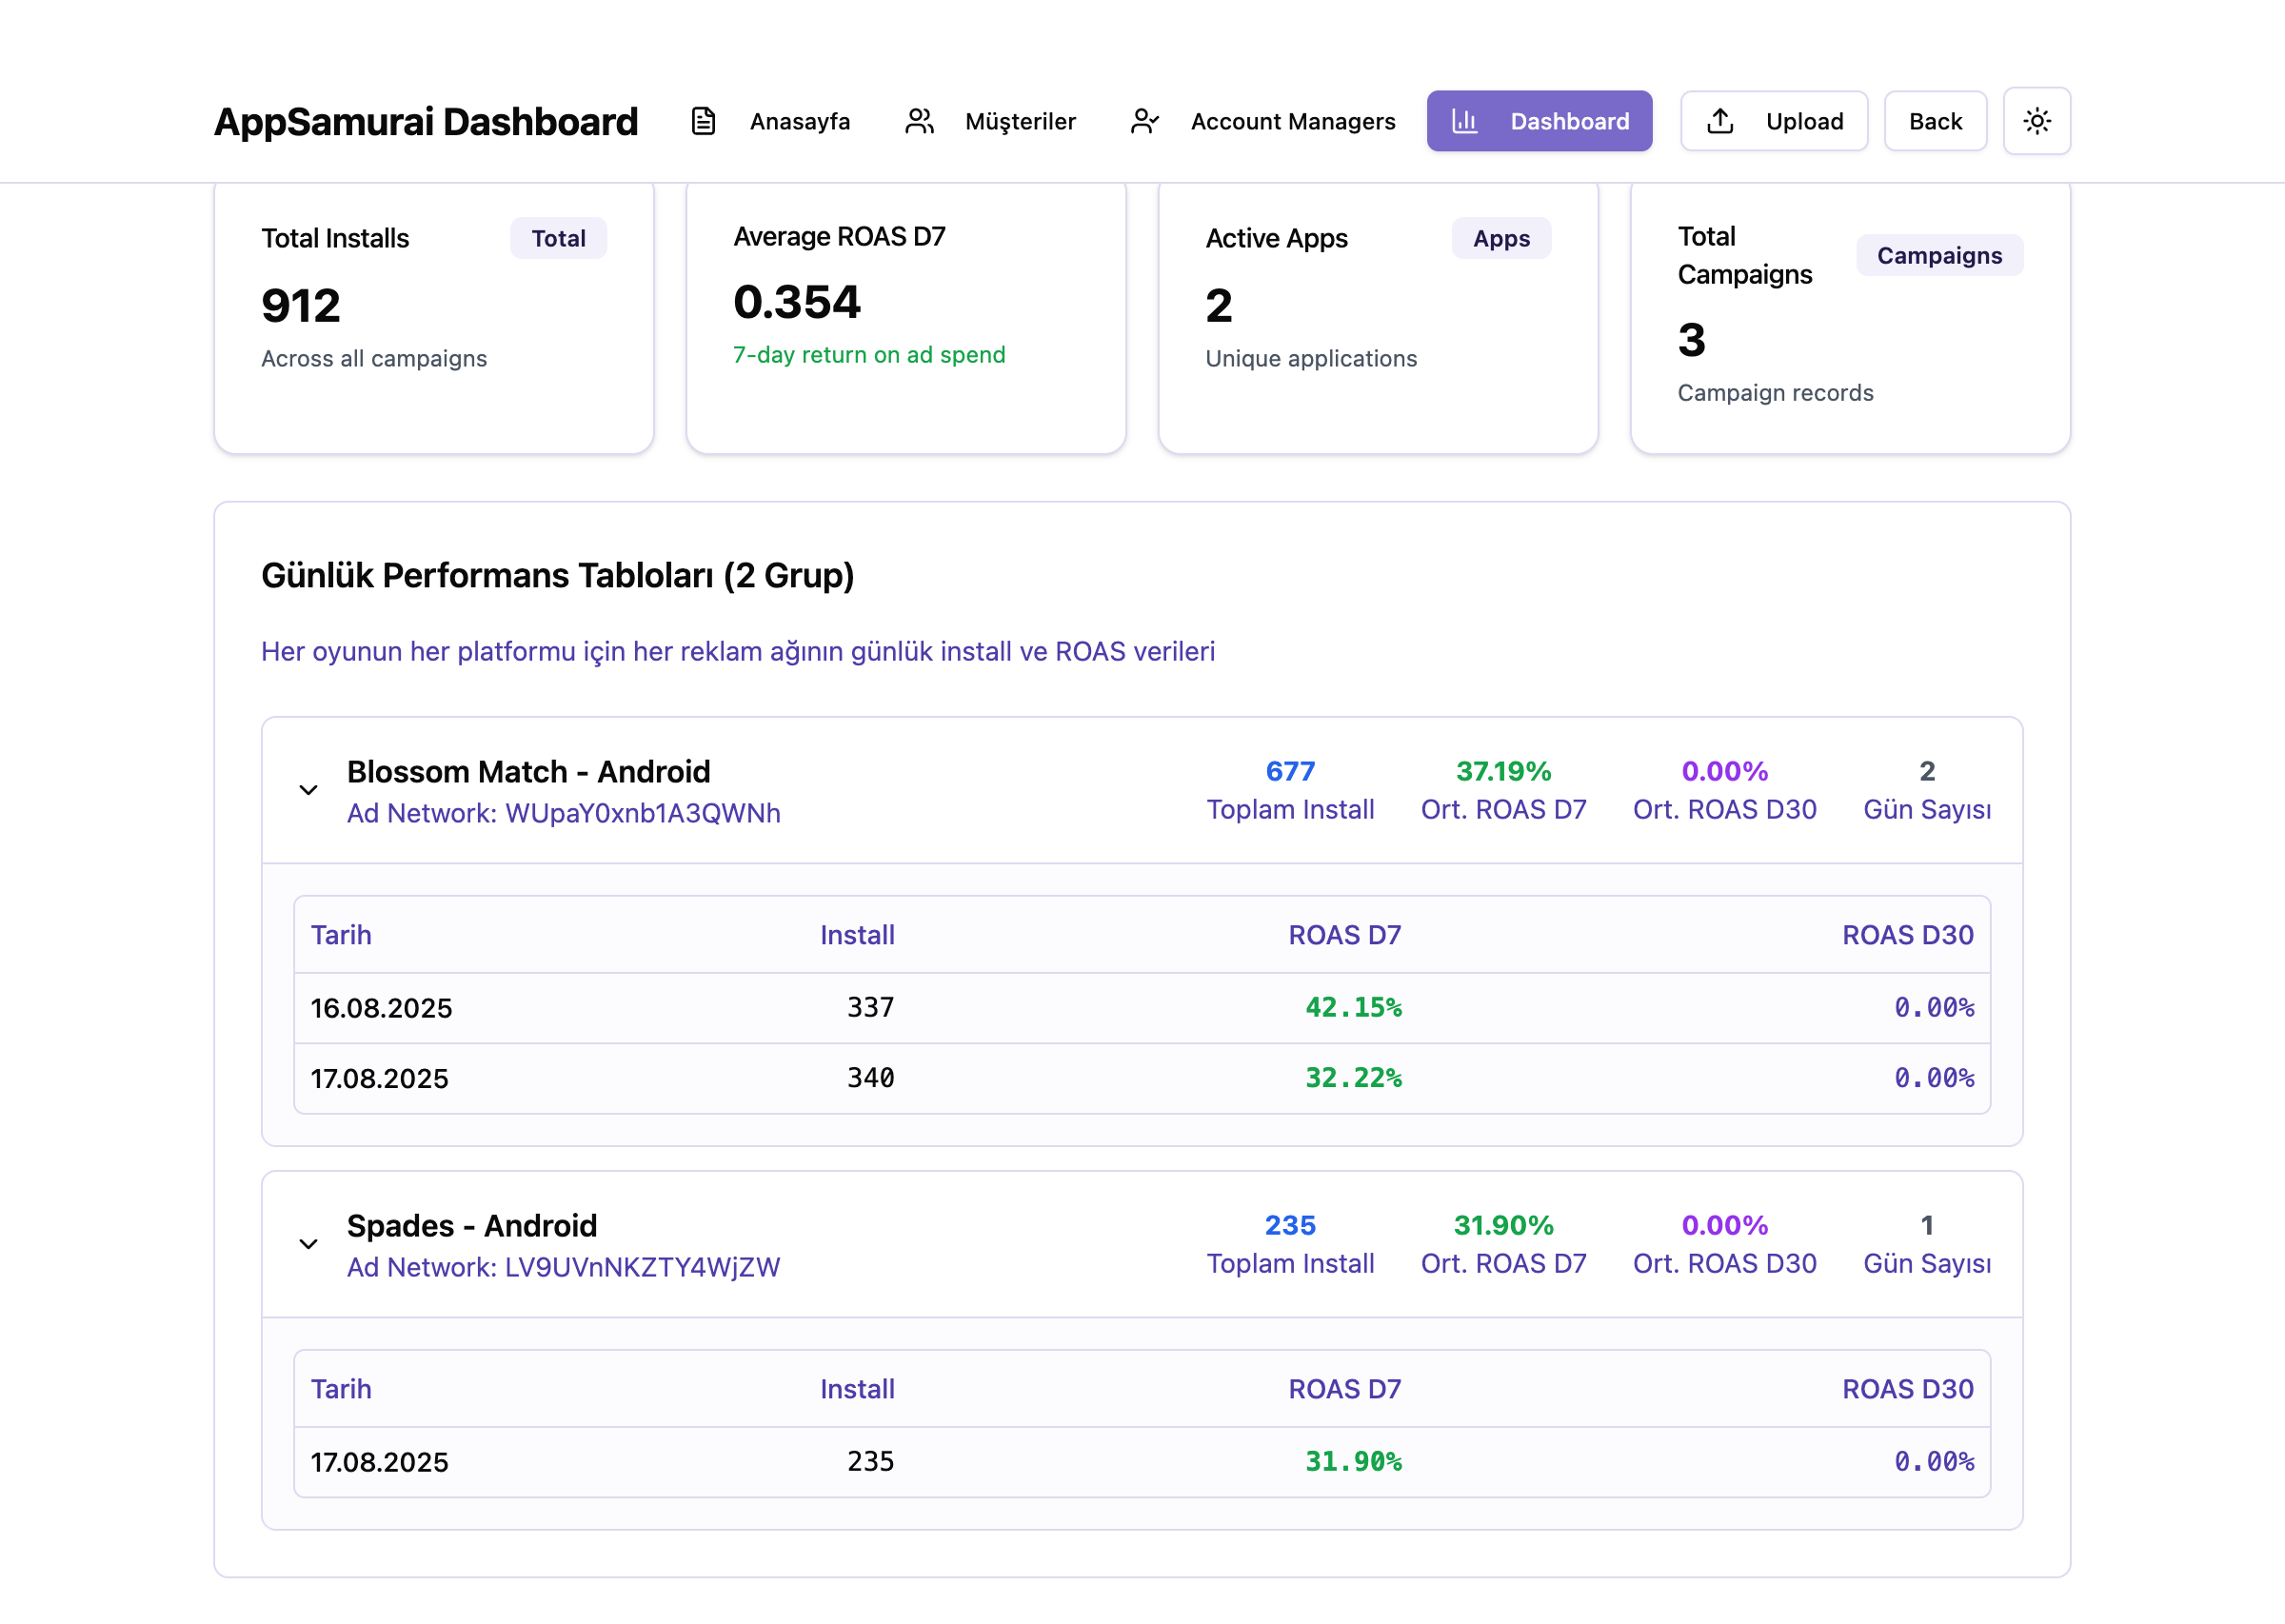 AppSamurai Dashboard Anasayfa Müşteriler Account Managers Dashboard Upload Back
Total Installs Total
912
Across all campaigns
Average ROAS D7
0.354
7-day return on ad spend
Active Apps Apps
2
Unique applications
Total
Campaigns Campaigns
3
Campaign records
Günlük Performans Tabloları (2 Grup)
Her oyunun her platformu için her reklam ağının günlük install ve ROAS verileri
Blossom Match - Android
Ad Network: WUpaY0xnb1A3QWNh
677 37.19% 0.00% 2
Toplam Install Ort. ROAS D7 Ort. ROAS D30 Gün Sayısı
Tarih Install ROAS D7 ROAS D30
16.08.2025 337 42.15% 0.00%
17.08.2025 340 32.22% 0.00%
Spades - Android
Ad Network: LV9UVnNKZTY4WjZW
235 31.90% 0.00% 1
Toplam Install Ort. ROAS D7 Ort. ROAS D30 Gün Sayısı
Tarih Install ROAS D7 ROAS D30
17.08.2025 235 31.90% 0.00%